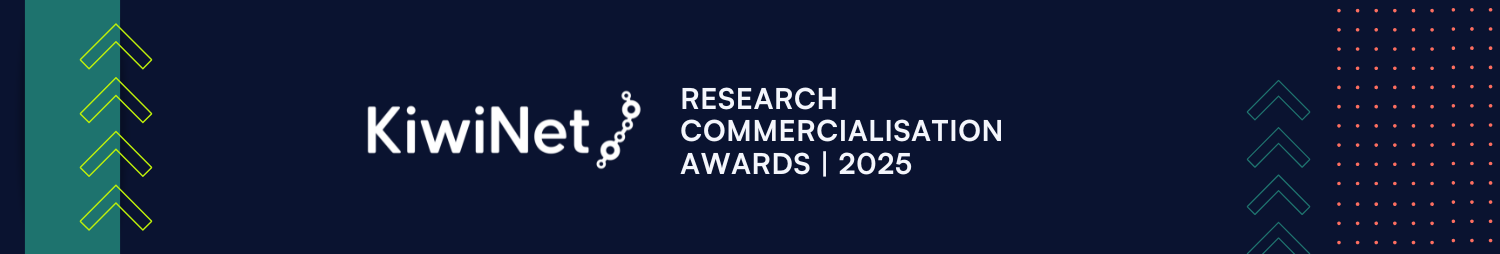 KiwiNet
RESEARCH
COMMERCIALISATION
AWARDS | 2025